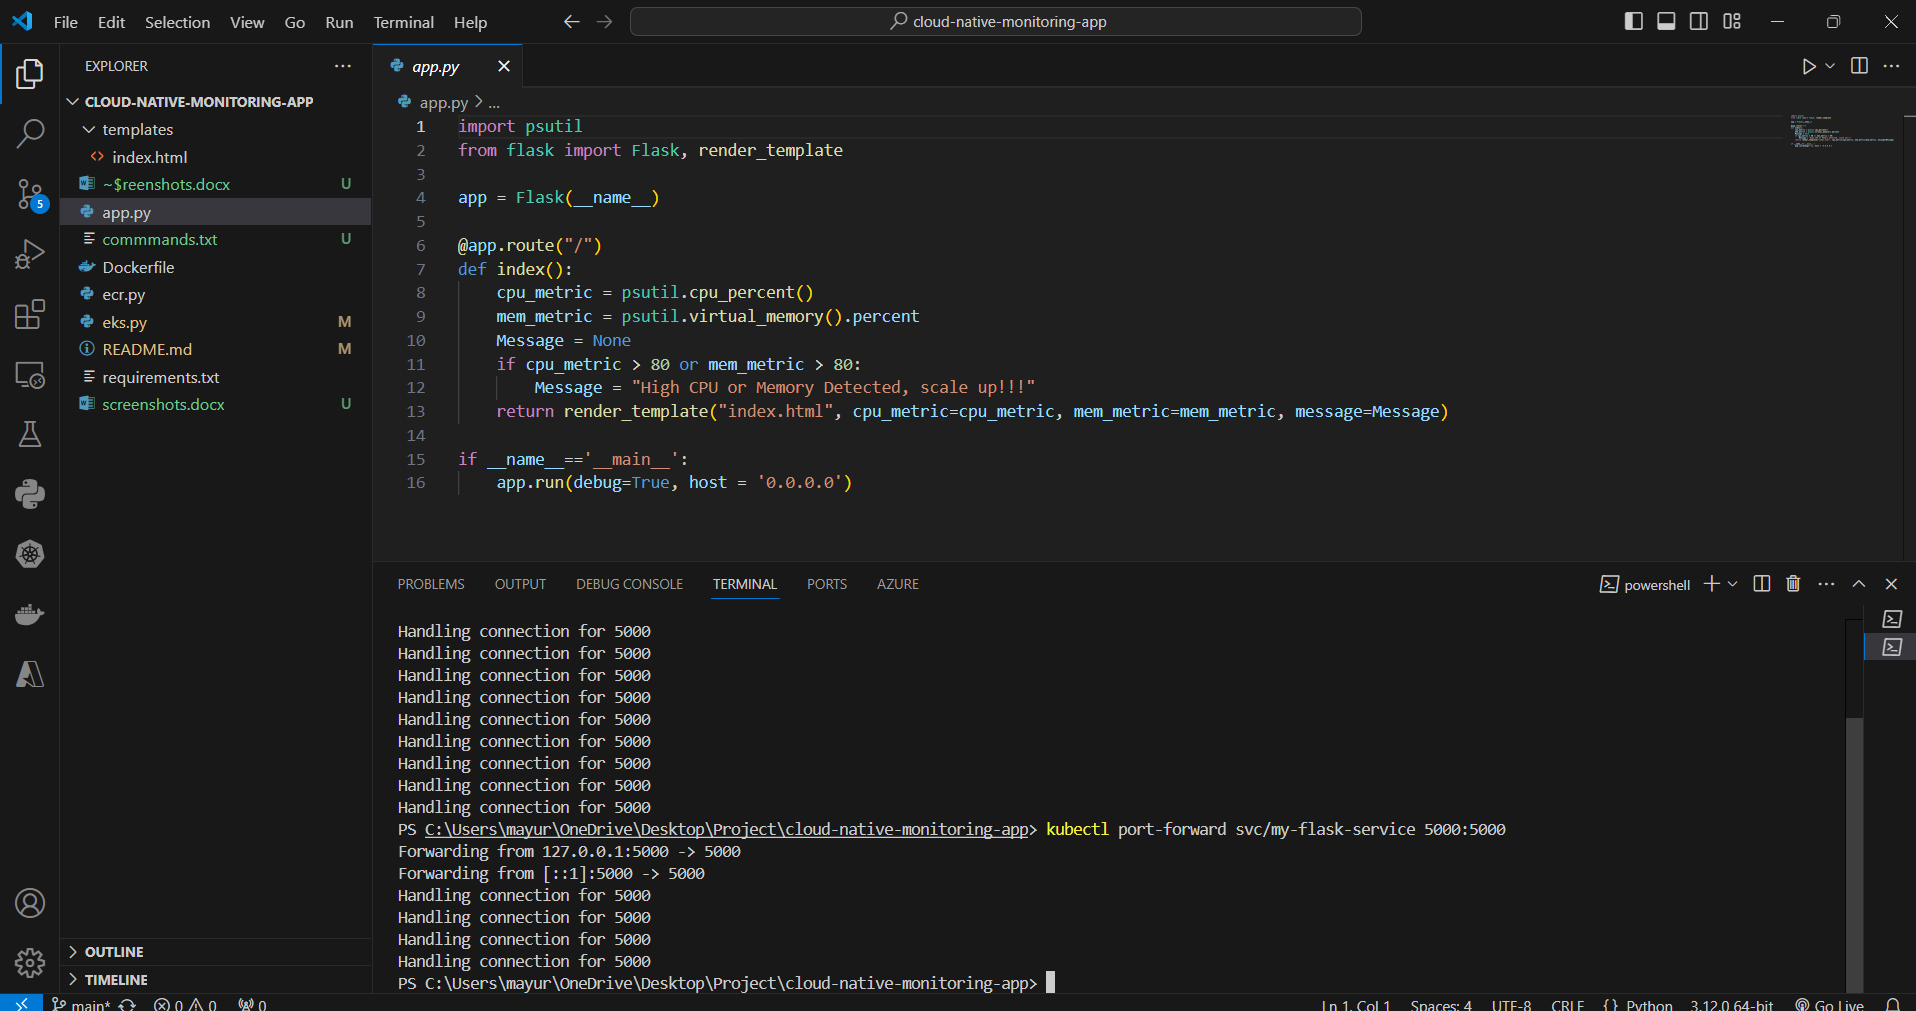 File Edit Selection View Go Run Terminal Help
cloud-native-monitoring-app
EXPLORER
CLOUD-NATIVE-MONITORING-APP
templates
<> index.html
~$reenshots.docx U
app.py
commmands.txt U
Dockerfile
ecr.py
eks.py M
README.md M
requirements.txt
screenshots.docx U
OUTLINE
TIMELINE
5
app.py
app.py > ...
1 import psutil
2 from flask import Flask, render_template
3
4 app = Flask(__name__)
5
6 @app.route("/")
7 def index():
8 cpu_metric = psutil.cpu_percent()
9 mem_metric = psutil.virtual_memory().percent
10 Message = None
11 if cpu_metric > 80 or mem_metric > 80:
12 Message = "High CPU or Memory Detected, scale up!!!"
13 return render_template("index.html", cpu_metric=cpu_metric, mem_metric=mem_metric, message=Message)
14
15 if __name__=='__main__':
16 app.run(debug=True, host = '0.0.0.0')
PROBLEMS OUTPUT DEBUG CONSOLE TERMINAL PORTS AZURE
powershell
Handling connection for 5000
Handling connection for 5000
Handling connection for 5000
Handling connection for 5000
Handling connection for 5000
Handling connection for 5000
Handling connection for 5000
Handling connection for 5000
Handling connection for 5000
PS C:\Users\mayur\OneDrive\Desktop\Project\cloud-native-monitoring-app> kubectl port-forward svc/my-flask-service 5000:5000
Forwarding from 127.0.0.1:5000 -> 5000
Forwarding from [::1]:5000 -> 5000
Handling connection for 5000
Handling connection for 5000
Handling connection for 5000
Handling connection for 5000
PS C:\Users\mayur\OneDrive\Desktop\Project\cloud-native-monitoring-app>
main* 0 0 0 Ln 1, Col 1 Spaces: 4 UTF-8 CRLF {} Python 3.12.0 64-bit Go Live